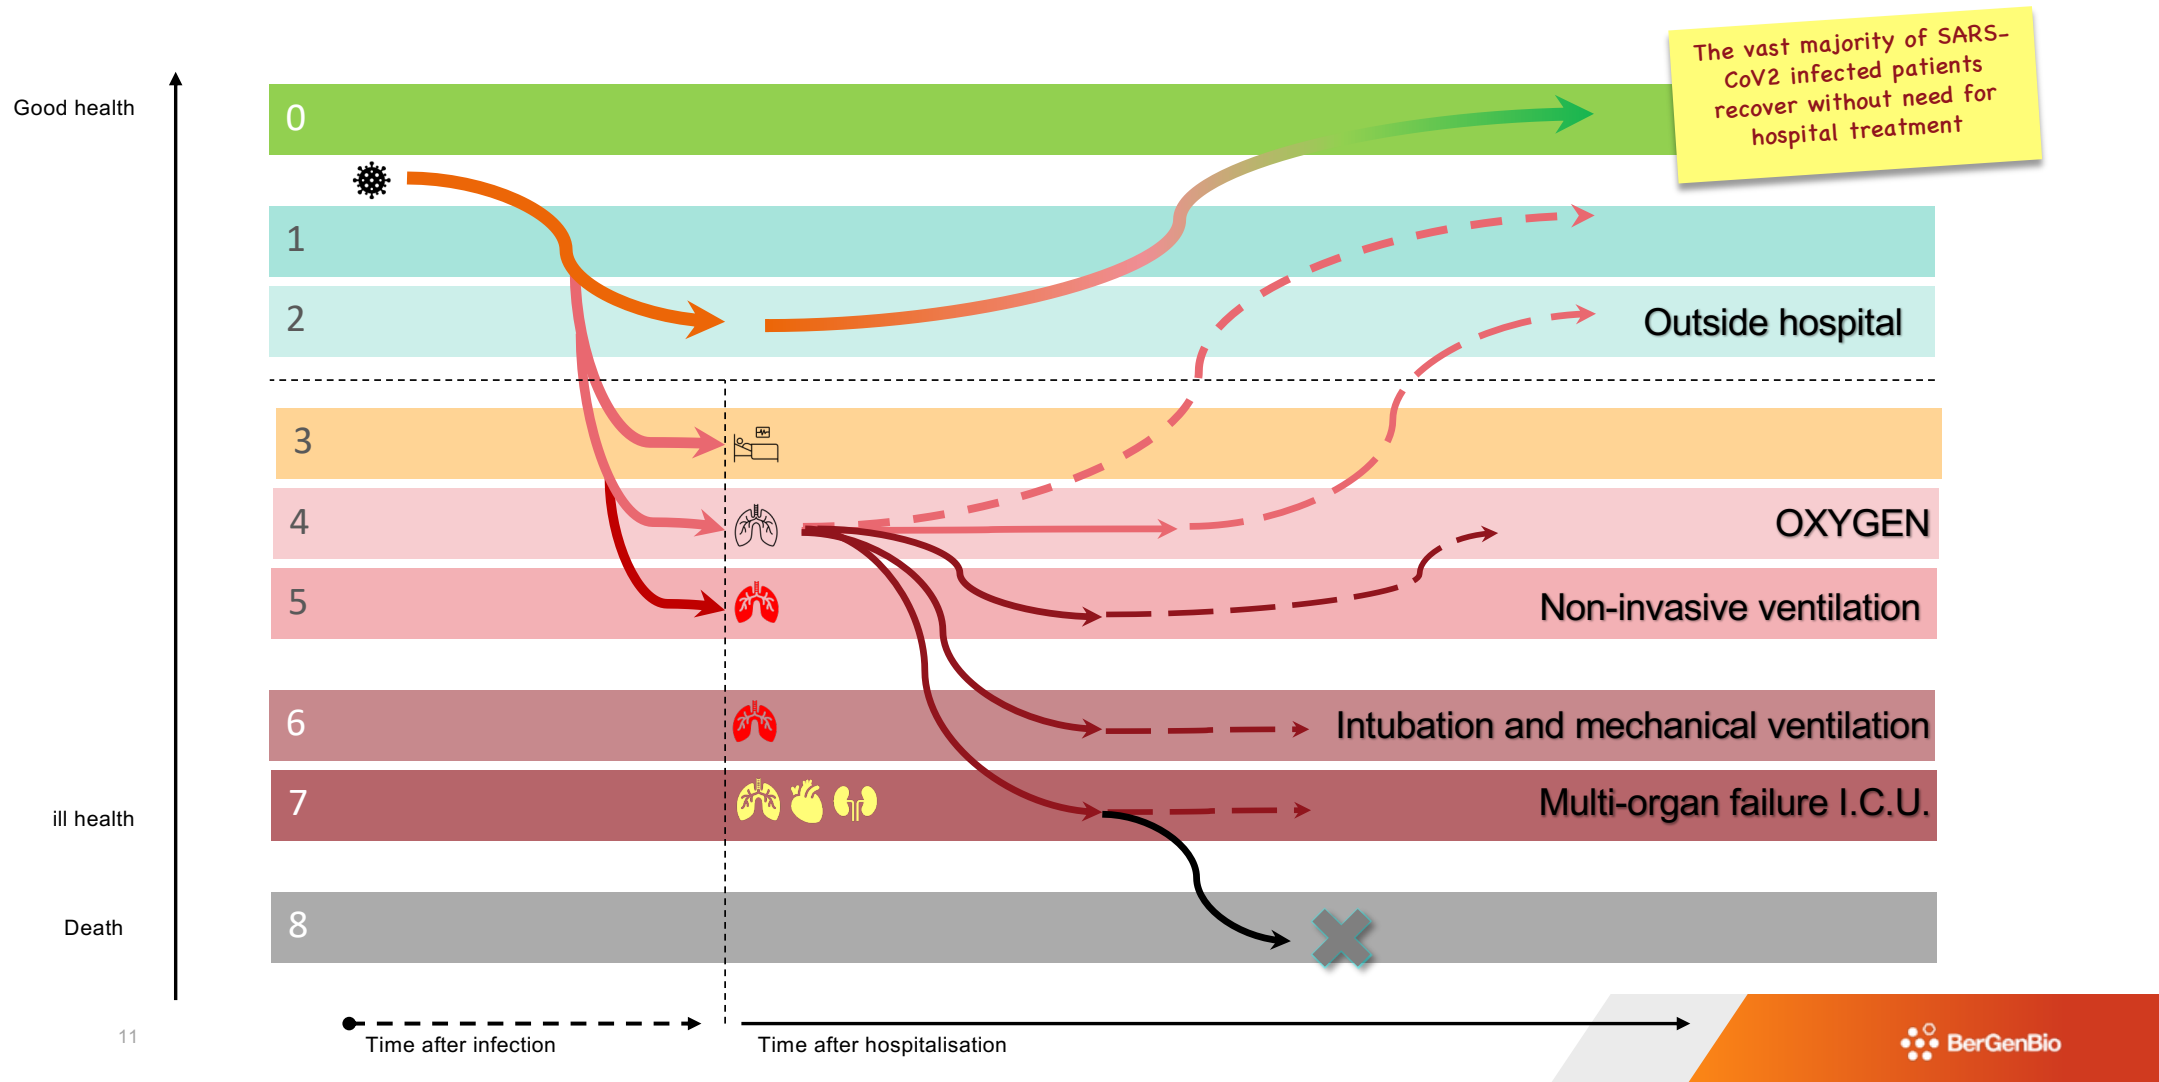 The vast majority of SARS-
CoV2 infected patients
recover without need for
hospital treatment
Good health
0
1
2
Outside hospital
3
4
OXYGEN
5
Non-invasive ventilation
6
Intubation and mechanical ventilation
7
Multi-organ failure I.C.U.
ill health
8
Death
Time after infection
Time after hospitalisation
11
BerGenBio